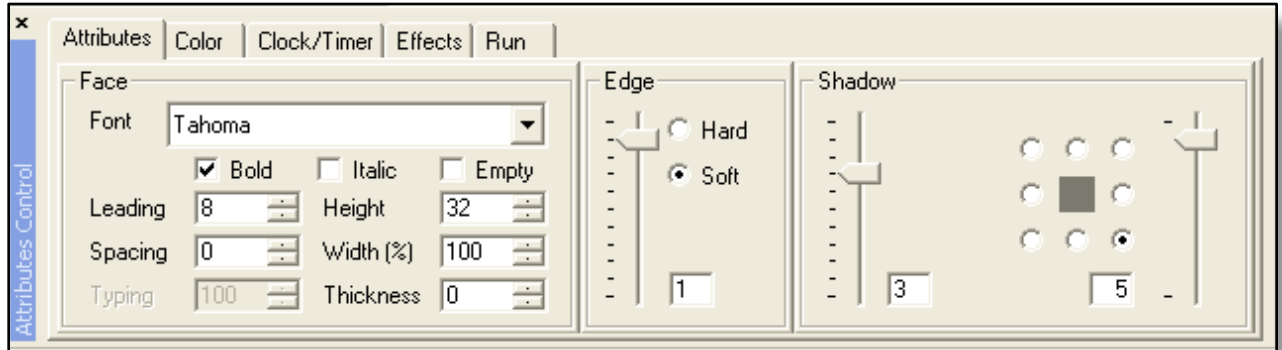 Attributes Control
Attributes Color Clock/Timer Effects Run
Face
Font Tahoma
Bold Italic Empty
Leading 8 Height 32
Spacing 0 Width (%) 100
Typing 100 Thickness 0
Edge
Hard
Soft
1
Shadow
3 5